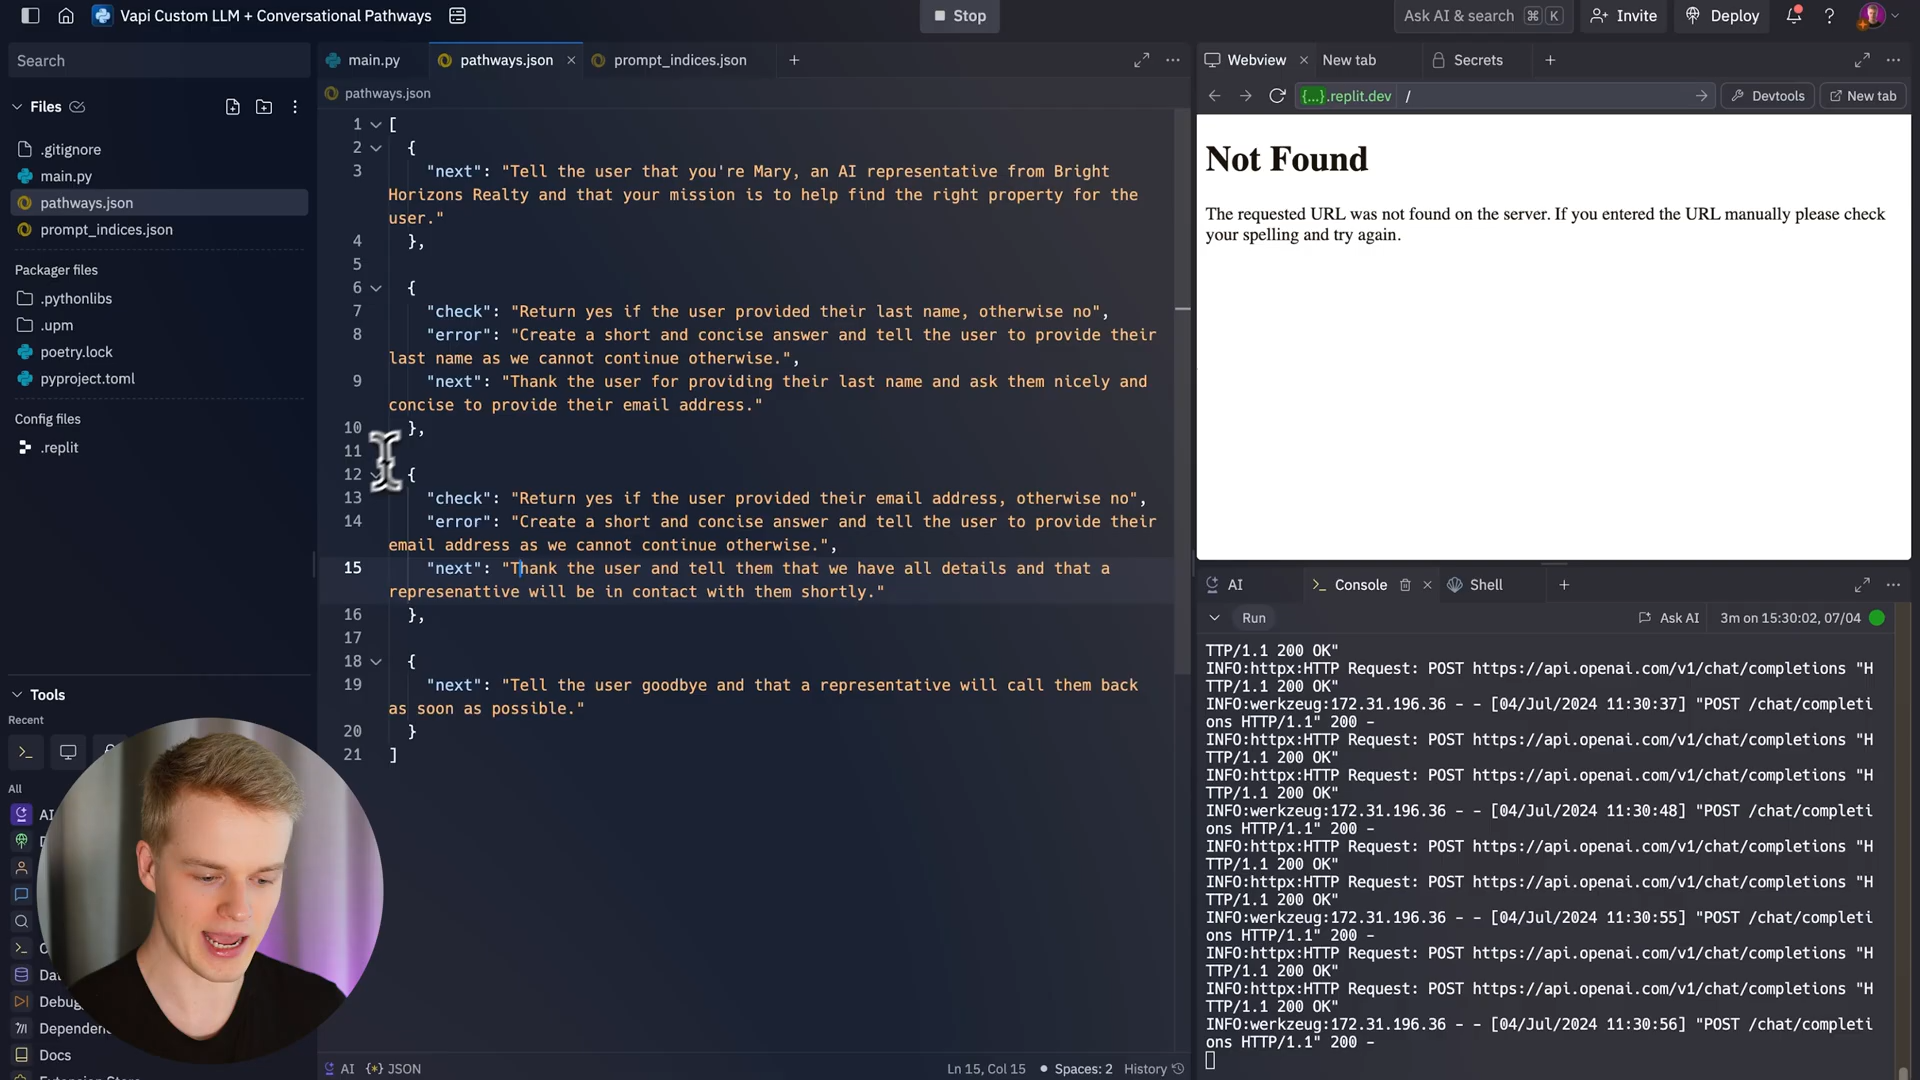 Vapi Custom LLM + Conversational Pathways
Stop
Ask AI & search ⌘ K
Invite
Deploy
Search
Files
.gitignore
main.py
pathways.json
prompt_indices.json
Packager files
.pythonlibs
.upm
poetry.lock
pyproject.toml
Config files
.replit
Tools
Recent
All
AI
Debug
Docs
main.py
pathways.json
prompt_indices.json
pathways.json
1 [
2 {
3 "next": "Tell the user that you're Mary, an AI representative from Bright
Horizons Realty and that your mission is to help find the right property for the
user."
4 },
5
6 {
7 "check": "Return yes if the user provided their last name, otherwise no",
8 "error": "Create a short and concise answer and tell the user to provide their
last name as we cannot continue otherwise.",
9 "next": "Thank the user for providing their last name and ask them nicely and
concise to provide their email address."
10 },
11
12 {
13 "check": "Return yes if the user provided their email address, otherwise no",
14 "error": "Create a short and concise answer and tell the user to provide their
email address as we cannot continue otherwise.",
15 "next": "Thank the user and tell them that we have all details and that a
represenattive will be in contact with them shortly."
16 },
17
18 {
19 "next": "Tell the user goodbye and that a representative will call them back
as soon as possible."
20 }
21 ]
AI {*} JSON
Ln 15, Col 15
Spaces: 2
History
Webview
New tab
Secrets
{...}.replit.dev /
Devtools
New tab
Not Found
The requested URL was not found on the server. If you entered the URL manually please check
your spelling and try again.
AI
Console
Shell
Run
Ask AI
3m on 15:30:02, 07/04
TTP/1.1 200 OK"
INFO:httpx:HTTP Request: POST https://api.openai.com/v1/chat/completions "H
TTP/1.1 200 OK"
INFO:werkzeug:172.31.196.36 - - [04/Jul/2024 11:30:37] "POST /chat/completi
ons HTTP/1.1" 200 -
INFO:httpx:HTTP Request: POST https://api.openai.com/v1/chat/completions "H
TTP/1.1 200 OK"
INFO:httpx:HTTP Request: POST https://api.openai.com/v1/chat/completions "H
TTP/1.1 200 OK"
INFO:werkzeug:172.31.196.36 - - [04/Jul/2024 11:30:48] "POST /chat/completi
ons HTTP/1.1" 200 -
INFO:httpx:HTTP Request: POST https://api.openai.com/v1/chat/completions "H
TTP/1.1 200 OK"
INFO:httpx:HTTP Request: POST https://api.openai.com/v1/chat/completions "H
TTP/1.1 200 OK"
INFO:werkzeug:172.31.196.36 - - [04/Jul/2024 11:30:55] "POST /chat/completi
ons HTTP/1.1" 200 -
INFO:httpx:HTTP Request: POST https://api.openai.com/v1/chat/completions "H
TTP/1.1 200 OK"
INFO:httpx:HTTP Request: POST https://api.openai.com/v1/chat/completions "H
TTP/1.1 200 OK"
INFO:werkzeug:172.31.196.36 - - [04/Jul/2024 11:30:56] "POST /chat/completi
ons HTTP/1.1" 200 -